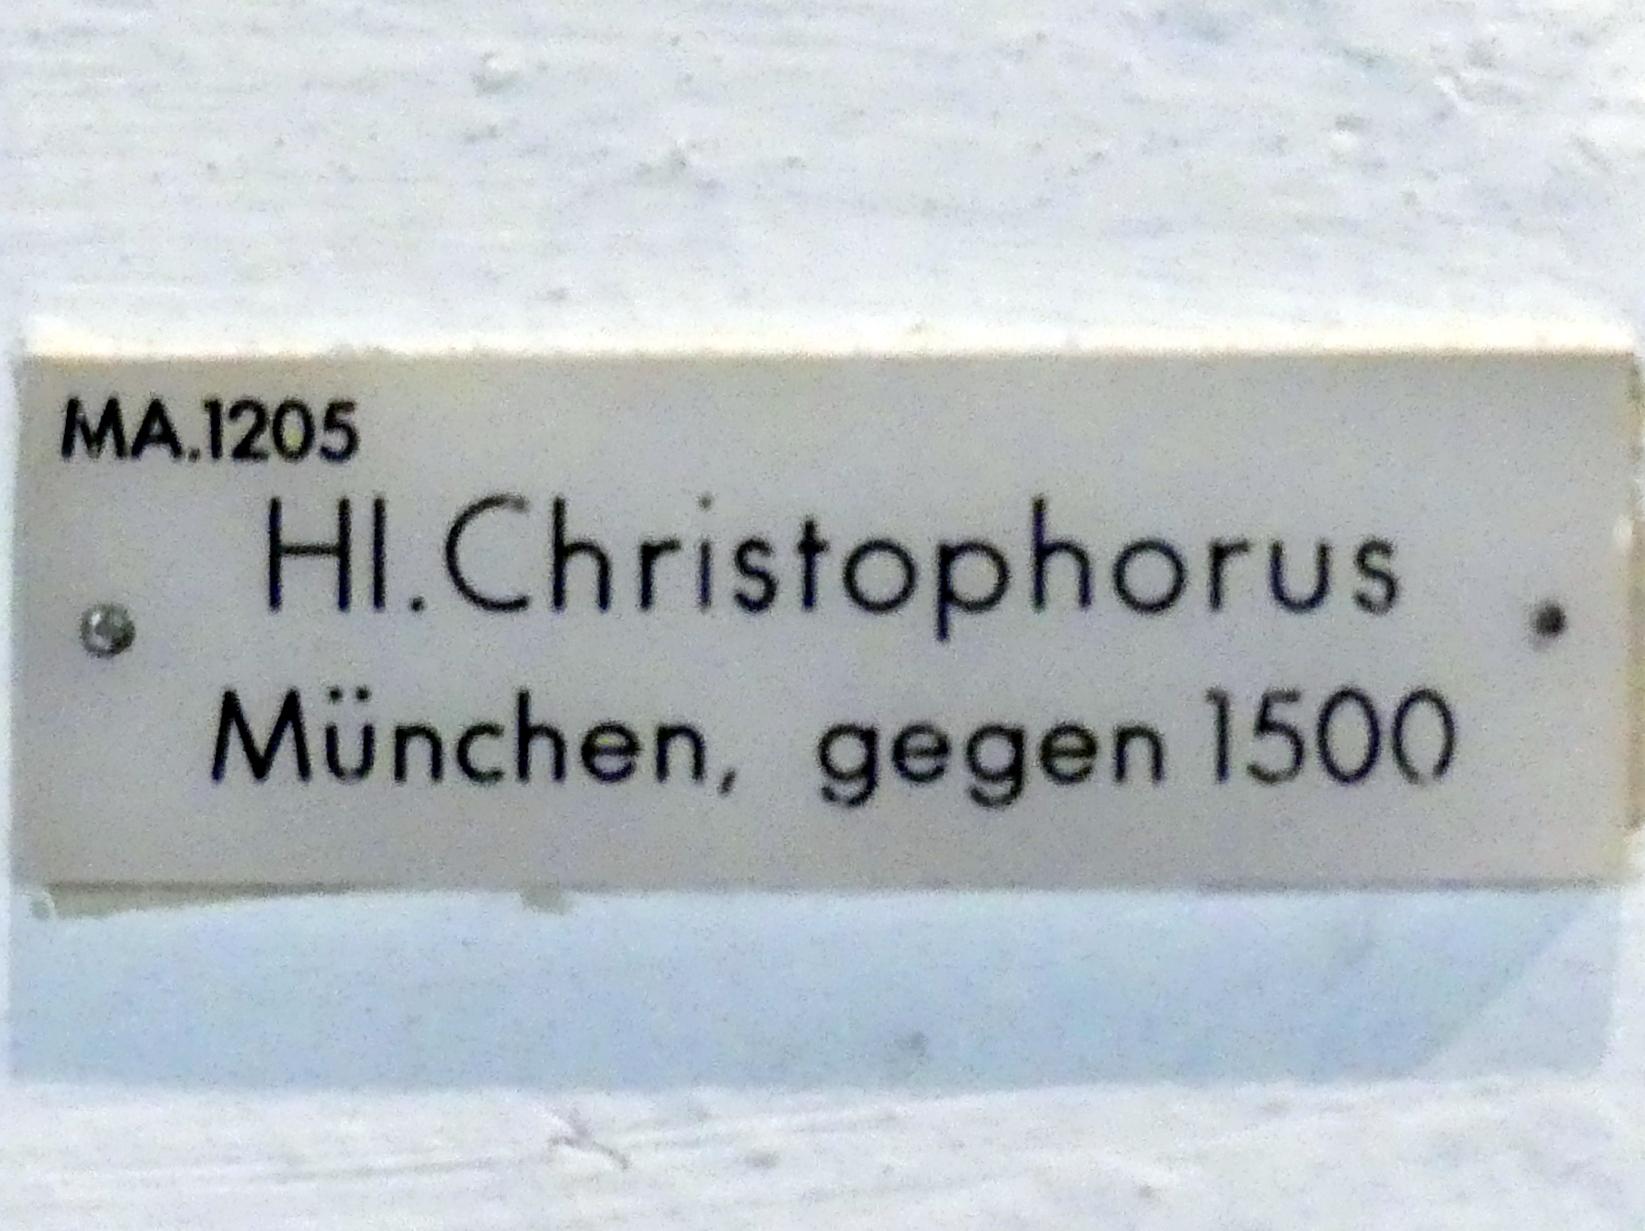 MA.1205
Hl. Christophorus
München, gegen 1500